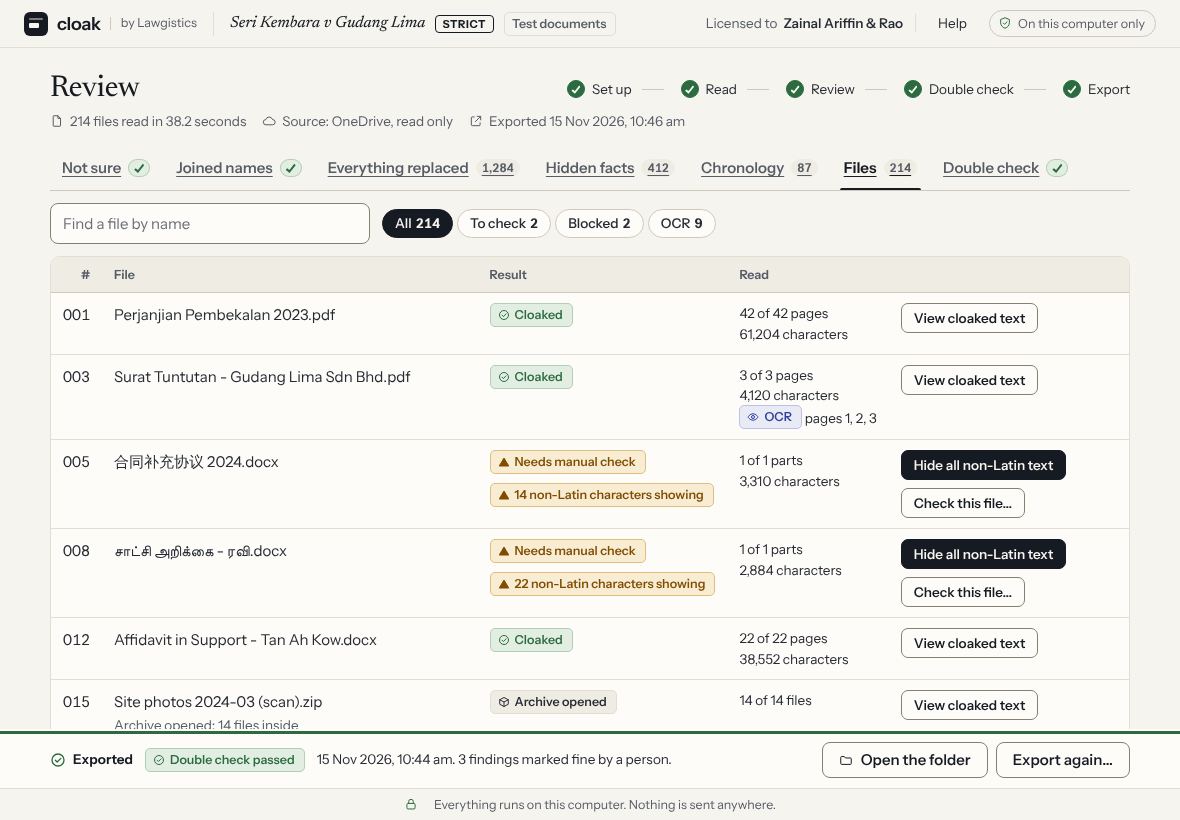 cloak
by Lawgistics
Seri Kembara v Gudang Lima
STRICT
Test documents
Licensed to Zainal Ariffin & Rao
Help
On this computer only
Review
Set up
Read
Review
Double check
Export
214 files read in 38.2 seconds
Source: OneDrive, read only
Exported 15 Nov 2026, 10:46 am
Not sure
Joined names
Everything replaced 1,284
Hidden facts 412
Chronology 87
Files 214
Double check
Find a file by name
All 214
To check 2
Blocked 2
OCR 9
# File Result Read
001 Perjanjian Pembekalan 2023.pdf Cloaked 42 of 42 pages View cloaked text
61,204 characters
003 Surat Tuntutan - Gudang Lima Sdn Bhd.pdf Cloaked 3 of 3 pages View cloaked text
4,120 characters
OCR pages 1, 2, 3
005 合同补充协议 2024.docx Needs manual check 1 of 1 parts Hide all non-Latin text
14 non-Latin characters showing 3,310 characters Check this file...
008 சாட்சி அறிக்கை - ரவி.docx Needs manual check 1 of 1 parts Hide all non-Latin text
22 non-Latin characters showing 2,884 characters Check this file...
012 Affidavit in Support - Tan Ah Kow.docx Cloaked 22 of 22 pages View cloaked text
38,552 characters
015 Site photos 2024-03 (scan).zip Archive opened 14 of 14 files View cloaked text
Archive opened: 14 files inside
Exported
Double check passed
15 Nov 2026, 10:44 am. 3 findings marked fine by a person.
Open the folder
Export again...
Everything runs on this computer. Nothing is sent anywhere.